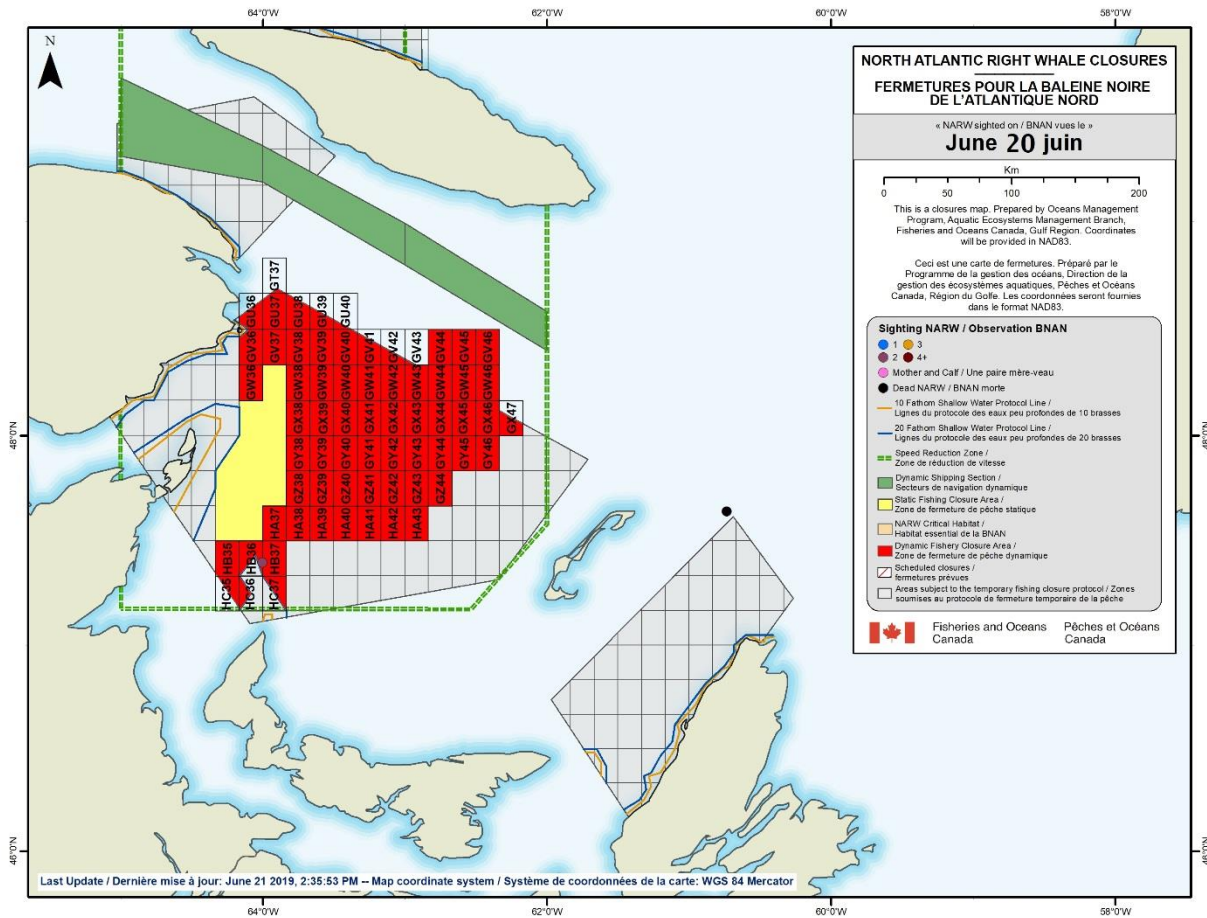 64°0'W 62°0'W 60°0'W 58°0'W
N
NORTH ATLANTIC RIGHT WHALE CLOSURES
FERMETURES POUR LA BALEINE NOIRE
DE L'ATLANTIQUE NORD
« NARW sighted on / BNAN vues le »
June 20 juin
Km
0 50 100 200
This is a closures map. Prepared by Oceans Management
Program, Aquatic Ecosystems Management Branch,
Fisheries and Oceans Canada, Gulf Region. Coordinates
will be provided in NAD83.
Ceci est une carte de fermetures. Préparé par le
Programme de la gestion des océans, Direction de la
gestion des écosystèmes aquatiques, Pêches et Océans
Canada, Région du Golfe. Les coordonnées seront fournies
dans le format NAD83.
Sighting NARW / Observation BNAN
1 3
2 4+
Mother and Calf / Une paire mère-veau
Dead NARW / BNAN morte
10 Fathom Shallow Water Protocol Line /
Lignes du protocole des eaux peu profondes de 10 brasses
20 Fathom Shallow Water Protocol Line /
Lignes du protocole des eaux peu profondes de 20 brasses
Speed Reduction Zone /
Zone de réduction de vitesse
Dynamic Shipping Section /
Secteurs de navigation dynamique
Static Fishing Closure Area /
Zone de fermeture de pêche statique
NARW Critical Habitat /
Habitat essential de la BNAN
Dynamic Fishery Closure Area /
Zone de fermeture de pêche dynamique
Scheduled closures /
fermetures prévues
Areas subject to the temporary fishing closure protocol / Zones
soumises au protocole de fermeture temporaire de la pêche
Fisheries and Oceans Pêches et Océans
Canada Canada
GT37
GU36 GU37 GU38 GU39 GU40
GV36 GV37 GV38 GV39 GV40 GV41 GV42 GV43 GV44 GV45 GV46
GW36 GW38 GW39 GW40 GW41 GW42 GW43 GW44 GW45 GW46
GX38 GX39 GX40 GX41 GX42 GX43 GX44 GX45 GX46 GX47
GY38 GY39 GY40 GY41 GY42 GY43 GY44 GY45 GY46
GZ38 GZ39 GZ40 GZ41 GZ42 GZ43 GZ44
HA37 HA38 HA39 HA40 HA41 HA42 HA43
HB35 HB36 HB37
HC35 HC36 HC37
48°0'N 48°0'N
46°0'N 46°0'N
Last Update / Dernière mise à jour: June 21 2019, 2:35:53 PM -- Map coordinate system / Système de coordonnées de la carte: WGS 84 Mercator
64°0'W 62°0'W 60°0'W 58°0'W